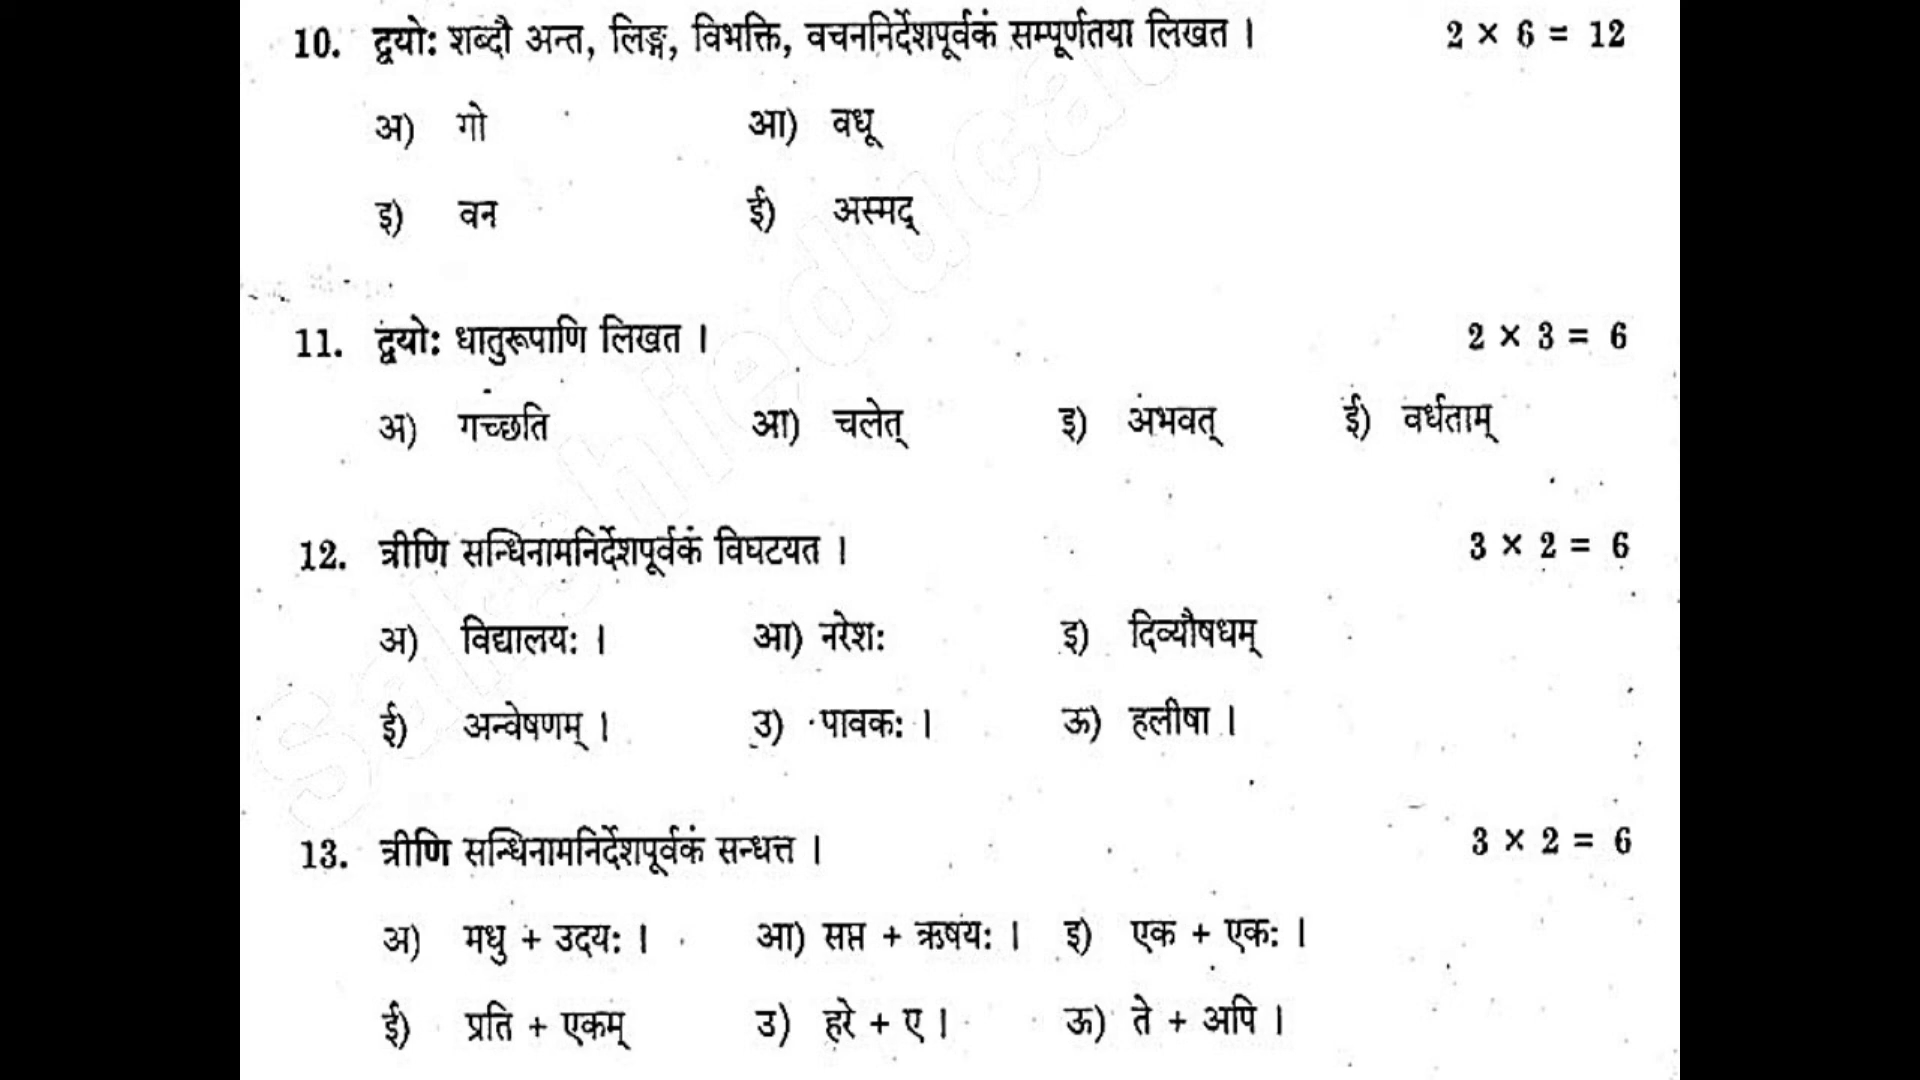 10. द्वयोः शब्दौ अन्त, लिङ्ग, विभक्ति, वचननिर्देशपूर्वकं सम्पूर्णतया लिखत । 2 × 6 = 12
अ) गो आ) वधू
इ) वन ई) अस्मद्
11. द्वयोः धातुरूपाणि लिखत । 2 × 3 = 6
अ) गच्छति आ) चलेत् इ) अभवत् ई) वर्धताम्
12. त्रीणि सन्धिनामनिर्देशपूर्वकं विघटयत । 3 × 2 = 6
अ) विद्यालयः । आ) नरेशः इ) दिव्यौषधम्
ई) अन्वेषणम् । उ) पावकः । ऊ) हलीषा ।
13. त्रीणि सन्धिनामनिर्देशपूर्वकं सन्धत्त । 3 × 2 = 6
अ) मधु + उदयः । आ) सप्त + ऋषयः । इ) एक + एकः ।
ई) प्रति + एकम् उ) हरे + ए । ऊ) ते + अपि ।